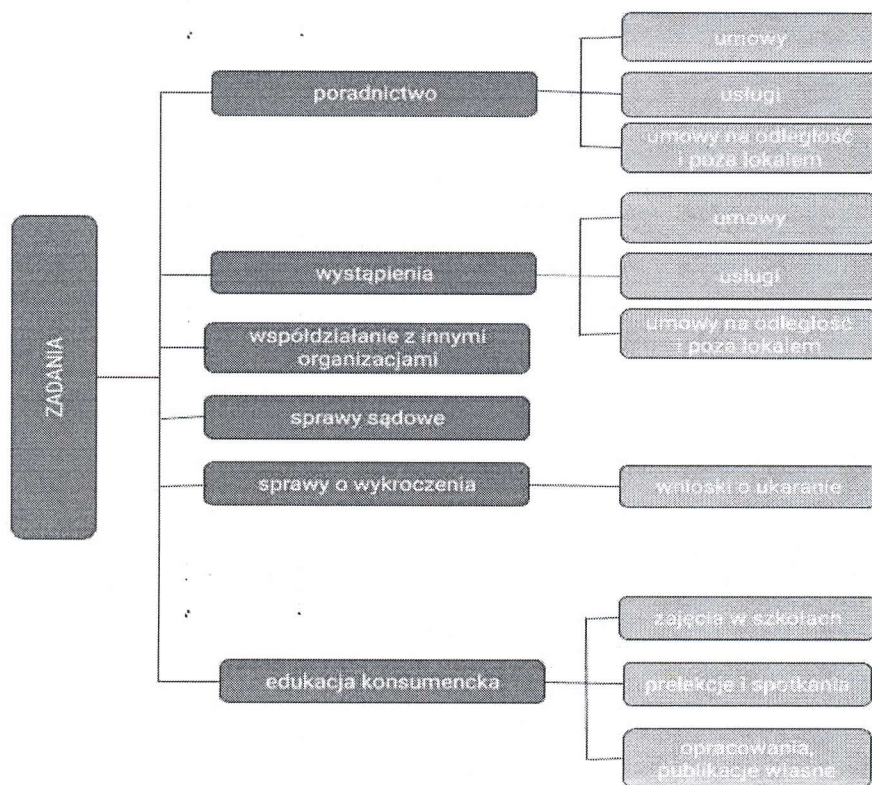 ZADANIA
poradnictwo
umowy
usługi
umowy na odległość
i poza lokalem
wystąpienia
umowy
usługi
umowy na odległość
i poza lokalem
współdziałanie z innymi
organizacjami
sprawy sądowe
sprawy o wykroczenia
wnioski o ukaranie
edukacja konsumencka
zajęcia w szkołach
prelekcje i spotkania
opracowania,
publikacje własne